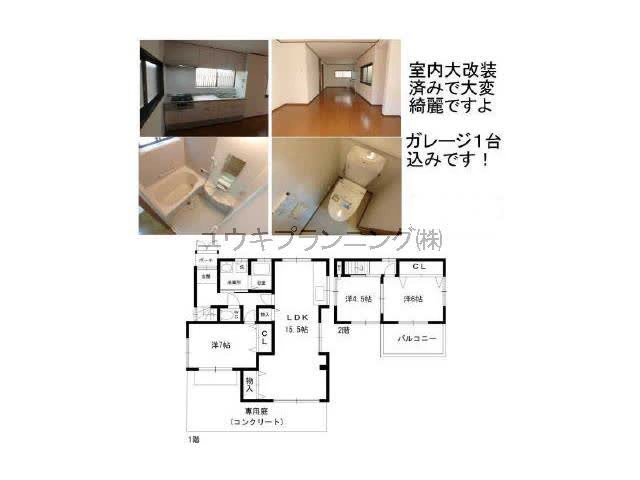 室内大改装
済みで大変
綺麗ですよ
ガレージ１台
込みです！
ユウキプランニング(株)
ポーチ
玄関
洗面所
浴室
物入
CL
LDK
15.5帖
洋7帖
CL
物入
専用庭
(コンクリート)
1階
CL
洋4.5帖
洋6帖
2階
バルコニー